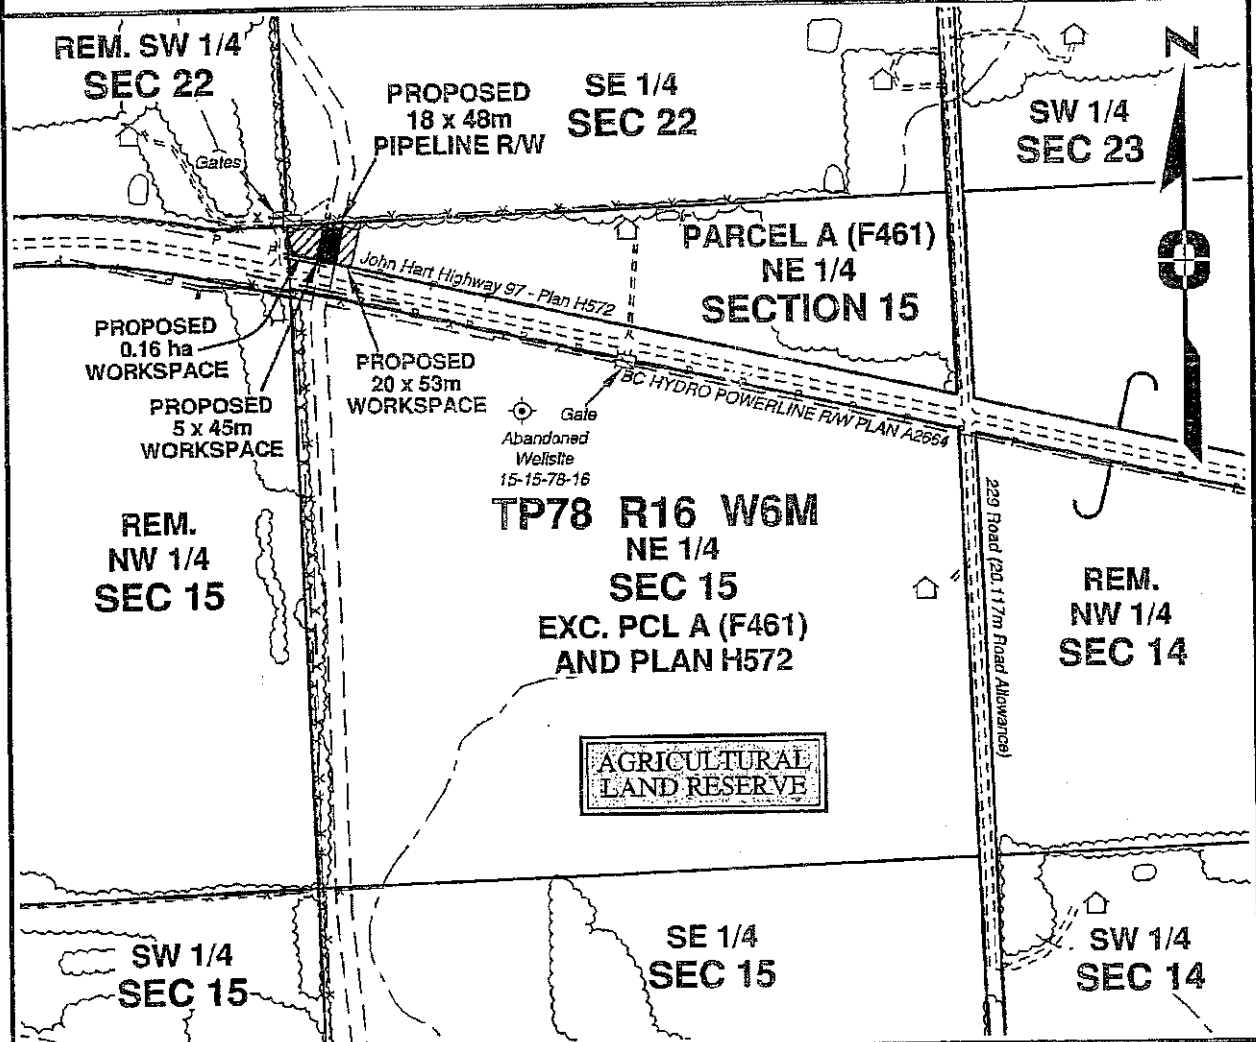 REM. SW 1/4
SEC 22
Gates
PROPOSED
18 x 48m
PIPELINE R/W
SE 1/4
SEC 22
SW 1/4
SEC 23
N
PARCEL A (F461)
NE 1/4
SECTION 15
John Hart Highway 97 - Plan H572
PROPOSED
0.16 ha
WORKSPACE
PROPOSED
5 x 45m
WORKSPACE
PROPOSED
20 x 53m
WORKSPACE
Gate
BC HYDRO POWERLINE R/W PLAN A2664
Abandoned
Wellsite
15-15-78-16
TP78 R16 W6M
NE 1/4
SEC 15
EXC. PCL A (F461)
AND PLAN H572
REM.
NW 1/4
SEC 15
229 Road (20.117m Road Allowance)
REM.
NW 1/4
SEC 14
AGRICULTURAL
LAND RESERVE
SW 1/4
SEC 15
SE 1/4
SEC 15
SW 1/4
SEC 14